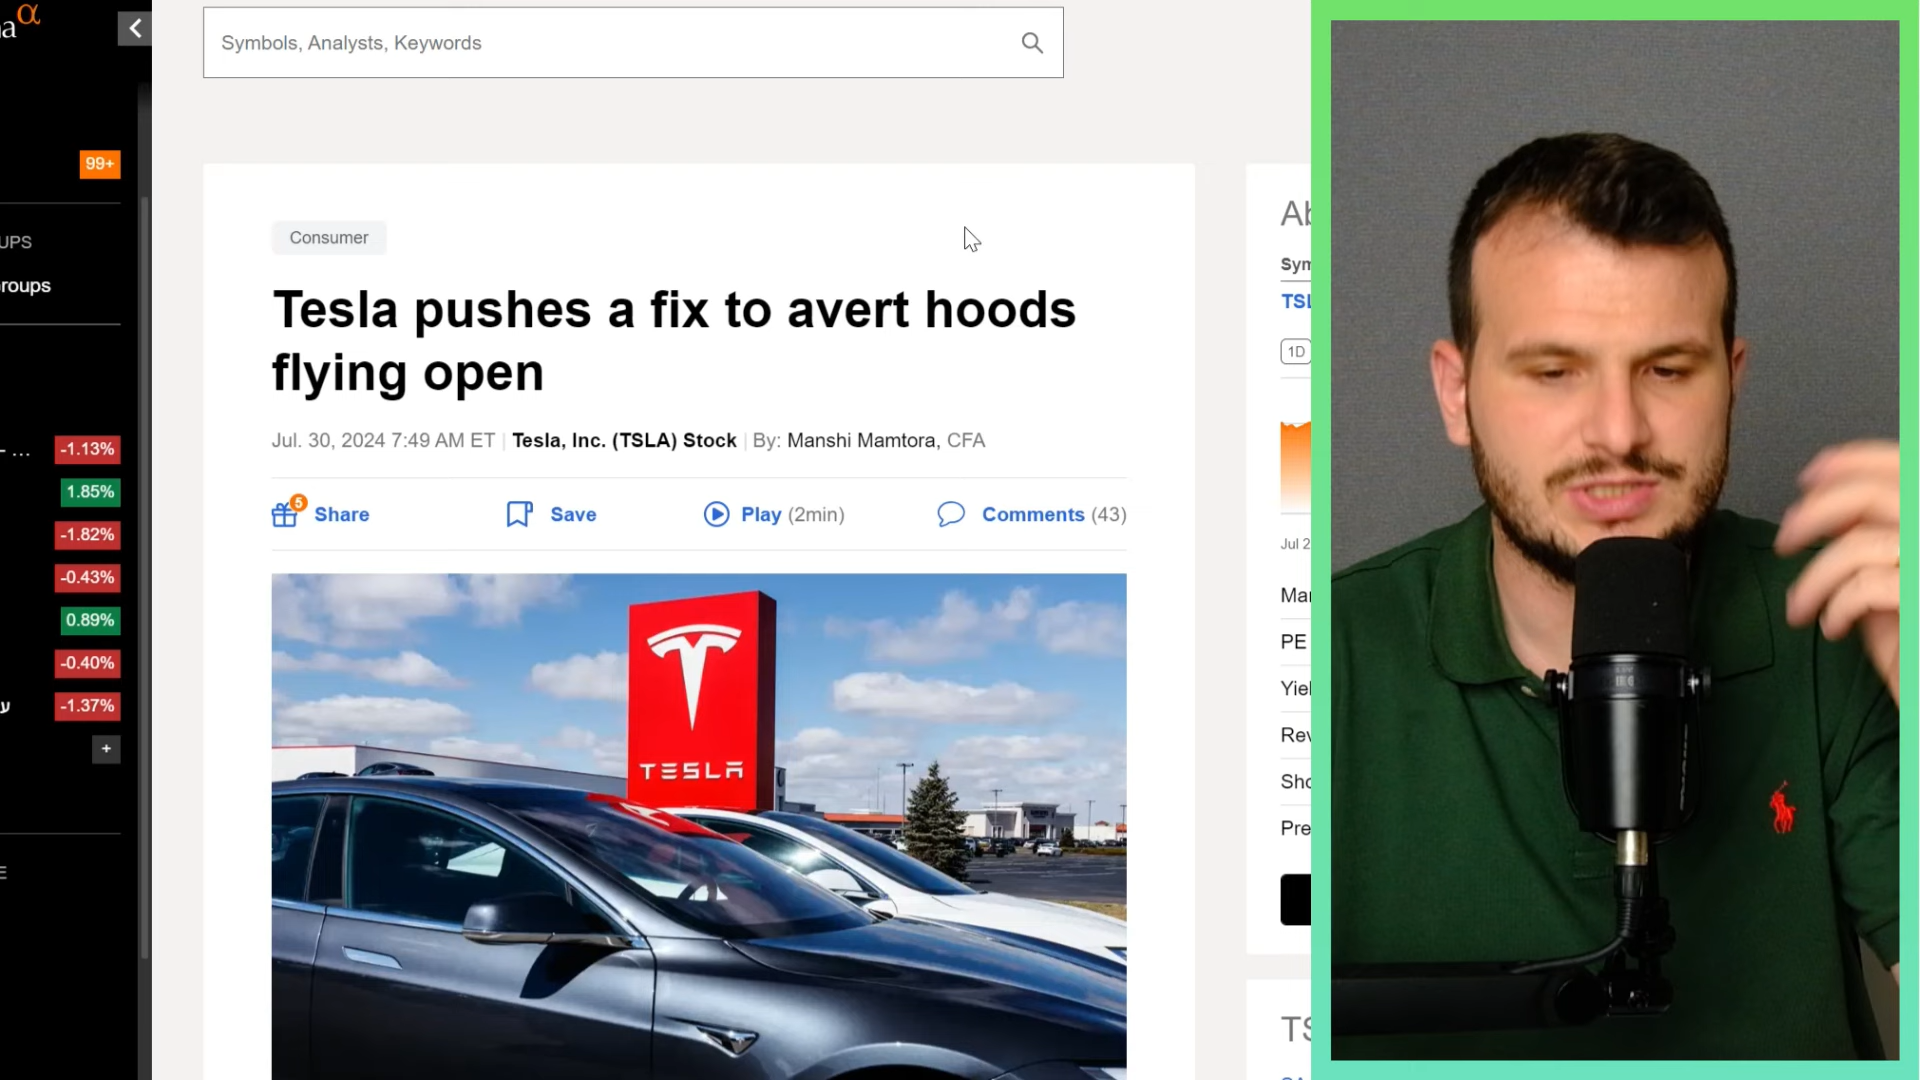 a α
Symbols, Analysts, Keywords
99+
UPS
roups
Consumer
Tesla pushes a fix to avert hoods
flying open
Jul. 30, 2024 7:49 AM ET | Tesla, Inc. (TSLA) Stock | By: Manshi Mamtora, CFA
5 Share
Save
Play (2min)
Comments (43)
- ... -1.13%
1.85%
-1.82%
-0.43%
0.89%
-0.40%
ע -1.37%
+
E
TESLA
Ab
Sym
TSL
1D
Jul 2
Mar
PE
Yiel
Rev
Sho
Pre
TS